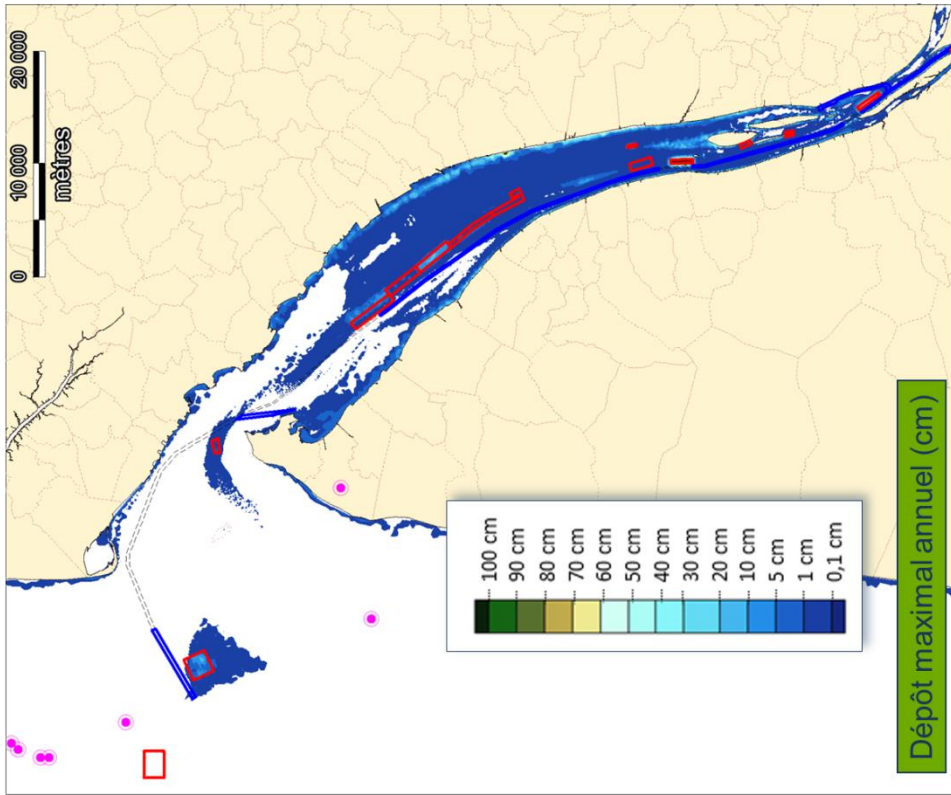 0 10 000 20 000
mètres
100 cm
90 cm
80 cm
70 cm
60 cm
50 cm
40 cm
30 cm
20 cm
10 cm
5 cm
1 cm
0,1 cm
Dépôt maximal annuel (cm)